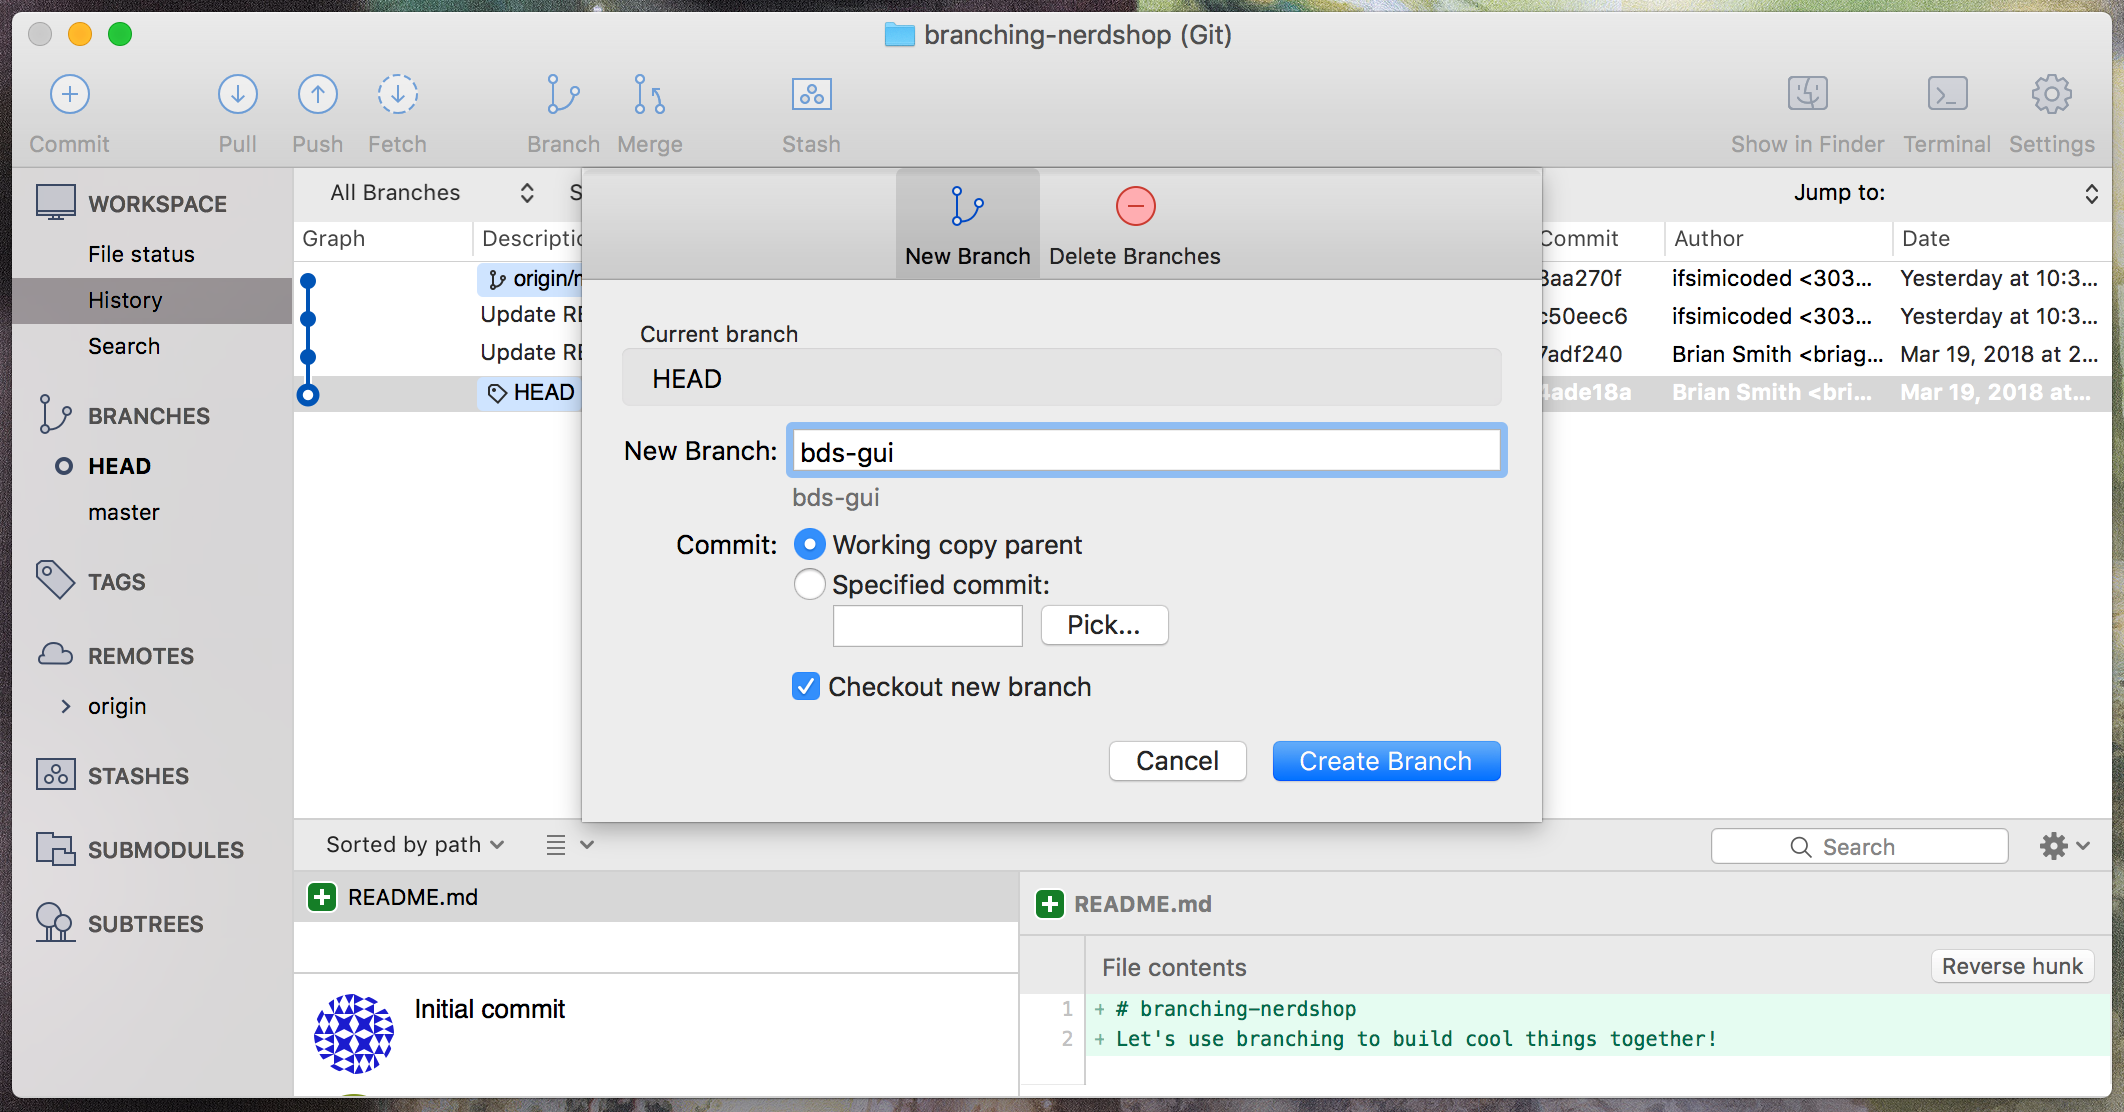 branching-nerdshop (Git)
Commit Pull Push Fetch Branch Merge Stash Show in Finder Terminal Settings
WORKSPACE
File status
History
Search
BRANCHES
HEAD
master
TAGS
REMOTES
origin
STASHES
SUBMODULES
SUBTREES
All Branches
Jump to:
Graph
Commit Author Date
origin/
ifsimicoded <303... Yesterday at 10:3...
Update
c50eec6 ifsimicoded <303... Yesterday at 10:3...
Update
7adf240 Brian Smith <briag... Mar 19, 2018 at 2...
HEAD
4ade18a Brian Smith <bri... Mar 19, 2018 at...
New Branch Delete Branches
Current branch
HEAD
New Branch: bds-gui
bds-gui
Commit: Working copy parent
Specified commit:
Pick...
Checkout new branch
Cancel Create Branch
Sorted by path
Search
README.md
Initial commit
README.md
File contents
Reverse hunk
1 + # branching-nerdshop
2 + Let's use branching to build cool things together!